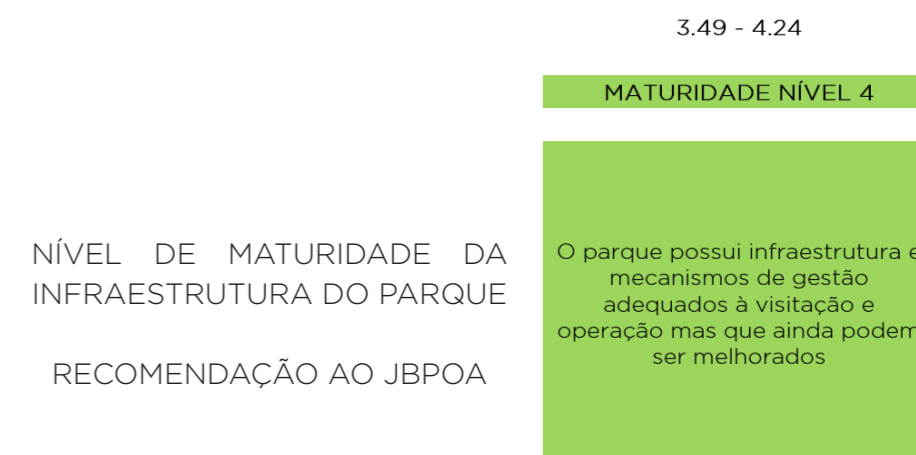 3.49 - 4.24
MATURIDADE NÍVEL 4
NÍVEL DE MATURIDADE DA
INFRAESTRUTURA DO PARQUE
RECOMENDAÇÃO AO JBPOA
O parque possui infraestrutura e
mecanismos de gestão
adequados à visitação e
operação mas que ainda podem
ser melhorados